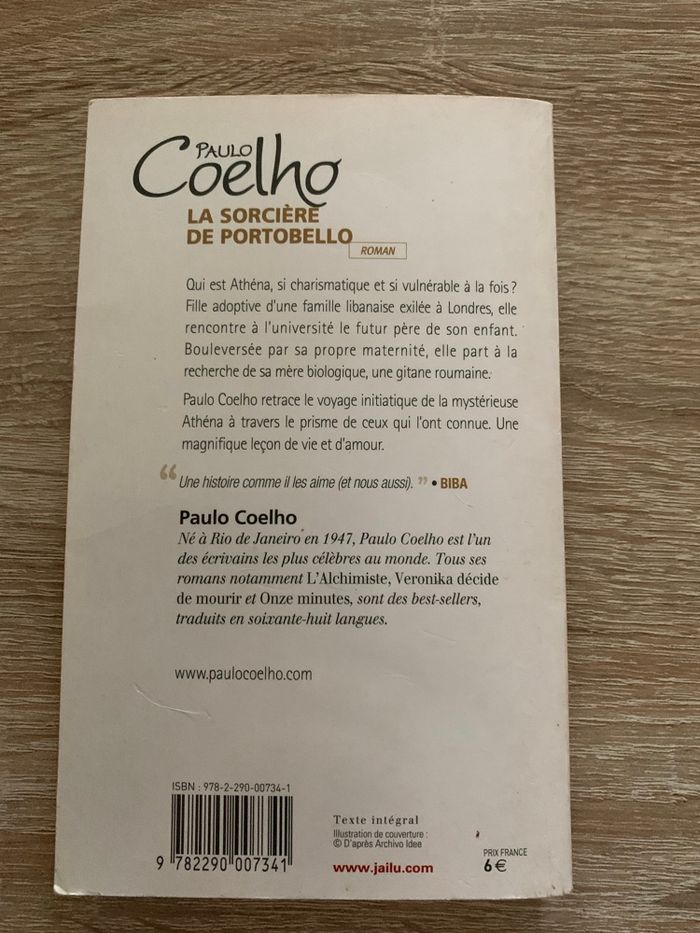 PAULO
Coelho
LA SORCIÈRE
DE PORTOBELLO
ROMAN
Qui est Athéna, si charismatique et si vulnérable à la fois ?
Fille adoptive d'une famille libanaise exilée à Londres, elle
rencontre à l'université le futur père de son enfant.
Bouleversée par sa propre maternité, elle part à la
recherche de sa mère biologique, une gitane roumaine.
Paulo Coelho retrace le voyage initiatique de la mystérieuse
Athéna à travers le prisme de ceux qui l'ont connue. Une
magnifique leçon de vie et d'amour.
“ Une histoire comme il les aime (et nous aussi). ” • BIBA
Paulo Coelho
Né à Rio de Janeiro en 1947, Paulo Coelho est l'un
des écrivains les plus célèbres au monde. Tous ses
romans notamment L'Alchimiste, Veronika décide
de mourir et Onze minutes, sont des best-sellers,
traduits en soixante-huit langues.
www.paulocoelho.com
ISBN : 978-2-290-00734-1
9 782290 007341
Texte intégral
Illustration de couverture :
© D'après Archivo Idee
www.jailu.com
PRIX FRANCE
6 €